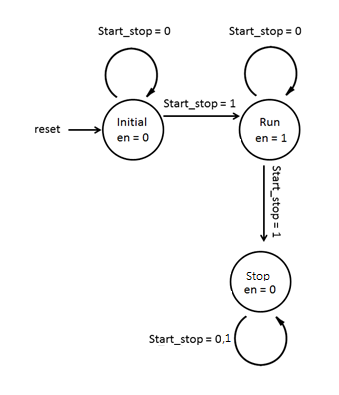 Start_stop = 0
Start_stop = 0
Start_stop = 1
reset
Initial
en = 0
Run
en = 1
Start_stop = 1
Stop
en = 0
Start_stop = 0,1